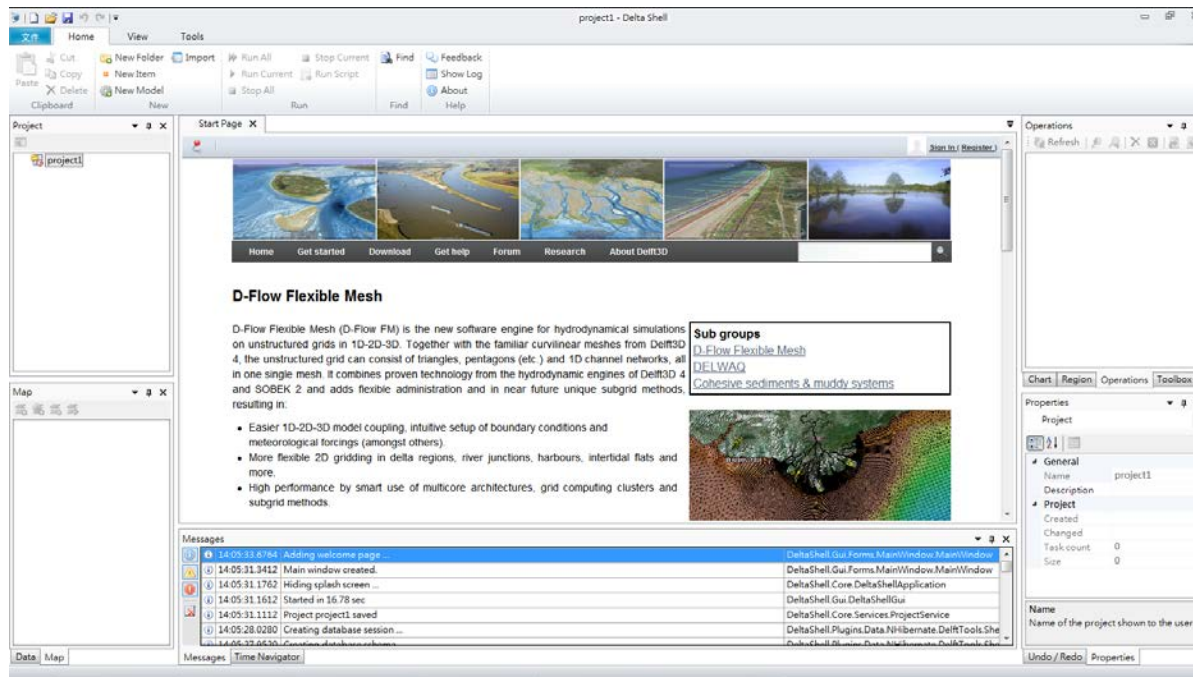 project1 - Delta Shell
文件 Home View Tools
Paste
Cut
Copy
Delete
Clipboard
New Folder
New Item
New Model
Import
New
Run All
Run Current
Stop All
Stop Current
Run Script
Run
Find
Find
Feedback
Show Log
About
Help
Project
project1
Map
Data Map
Start Page
Sign In ( Register )
Home Get started Download Get help Forum Research About Delft3D
D-Flow Flexible Mesh
D-Flow Flexible Mesh (D-Flow FM) is the new software engine for hydrodynamical simulations
on unstructured grids in 1D-2D-3D. Together with the familiar curvilinear meshes from Delft3D
4, the unstructured grid can consist of triangles, pentagons (etc.) and 1D channel networks, all
in one single mesh. It combines proven technology from the hydrodynamic engines of Delft3D 4
and SOBEK 2 and adds flexible administration and in near future unique subgrid methods,
resulting in:
• Easier 1D-2D-3D model coupling, intuitive setup of boundary conditions and
meteorological forcings (amongst others).
• More flexible 2D gridding in delta regions, river junctions, harbours, intertidal flats and
more.
• High performance by smart use of multicore architectures, grid computing clusters and
subgrid methods.
Sub groups
D-Flow Flexible Mesh
DELWAQ
Cohesive sediments & muddy systems
Messages
14:05:33.6764 Adding welcome page ... DeltaShell.Gui.Forms.MainWindow.MainWindow
14:05:31.3412 Main window created. DeltaShell.Gui.Forms.MainWindow.MainWindow
14:05:31.1762 Hiding splash screen ... DeltaShell.Core.DeltaShellApplication
14:05:31.1612 Started in 16.78 sec DeltaShell.Gui.DeltaShellGui
14:05:31.1112 Project project1 saved DeltaShell.Core.Services.ProjectService
14:05:28.0280 Creating database session ... DeltaShell.Plugins.Data.NHibernate.DelftTools.She
14:05:27.9520 Creating database schema
Messages Time Navigator
Operations
Refresh
Chart Region Operations Toolbox
Properties
Project
General
Name project1
Description
Project
Created
Changed
Task count 0
Size 0
Name
Name of the project shown to the user
Undo / Redo Properties